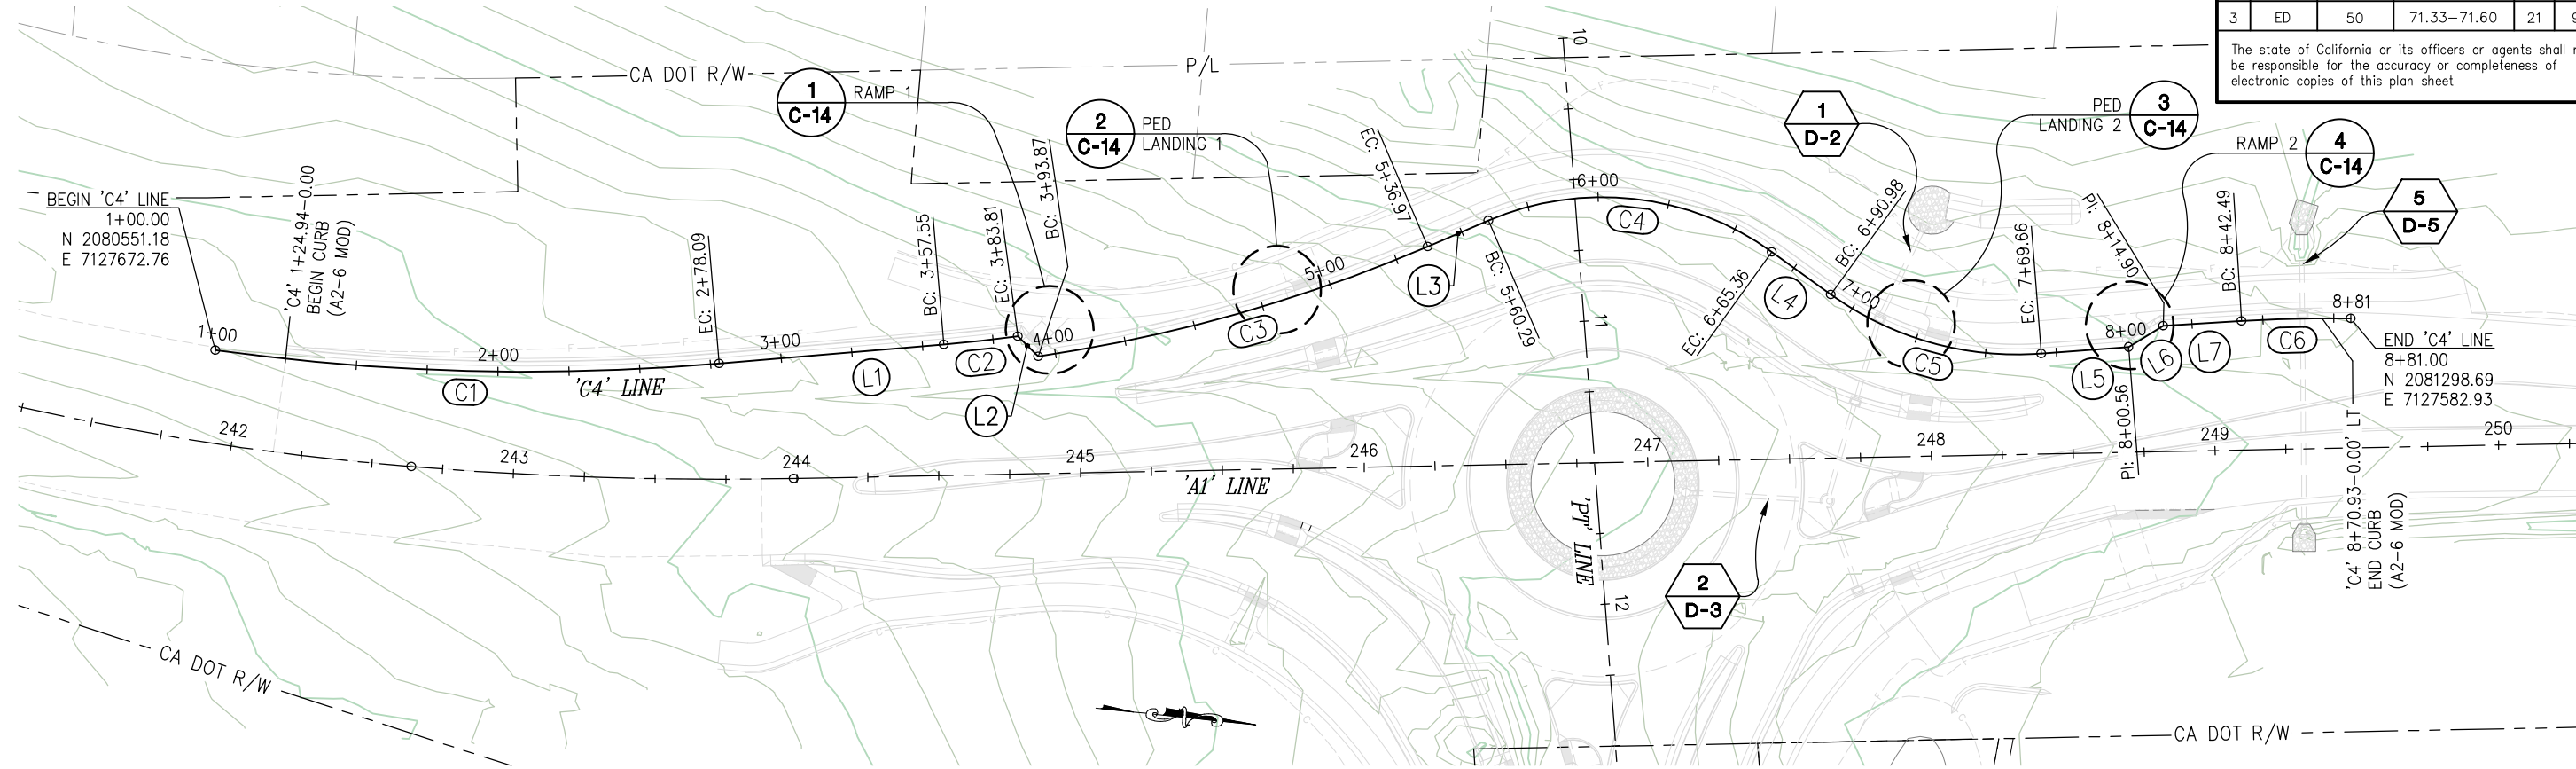 3 ED 50 71.33-71.60 21
The state of California or its officers or agents shall
be responsible for the accuracy or completeness of
electronic copies of this plan sheet
CA DOT R/W
P/L
10
1
C-14
RAMP 1
2
C-14
PED
LANDING 1
1
D-2
PED
LANDING 2
3
C-14
RAMP 2
4
C-14
5
D-5
BEGIN 'C4' LINE
1+00.00
N 2080551.18
E 7127672.76
'C4' 1+24.94-0.00
BEGIN CURB
(A2-6 MOD)
EC: 2+78.09
BC: 3+57.55
EC: 3+83.81
BC: 3+93.87
EC: 5+36.97
BC: 5+60.29
EC: 6+65.36
BC: 6+90.98
EC: 7+69.66
PI: 8+00.56
PI: 8+14.90
BC: 8+42.49
1+00
2+00
3+00
4+00
5+00
6+00
7+00
8+00
8+81
C1
'C4' LINE
L1
C2
L2
C3
L3
C4
L4
C5
L5
L6
L7
C6
END 'C4' LINE
8+81.00
N 2081298.69
E 7127582.93
'C4' 8+70.93-0.00' LT
END CURB
(A2-6 MOD)
11
242
243
244
245
246
247
248
249
250
'A1' LINE
'PT' LINE
12
2
D-3
CA DOT R/W
CA DOT R/W